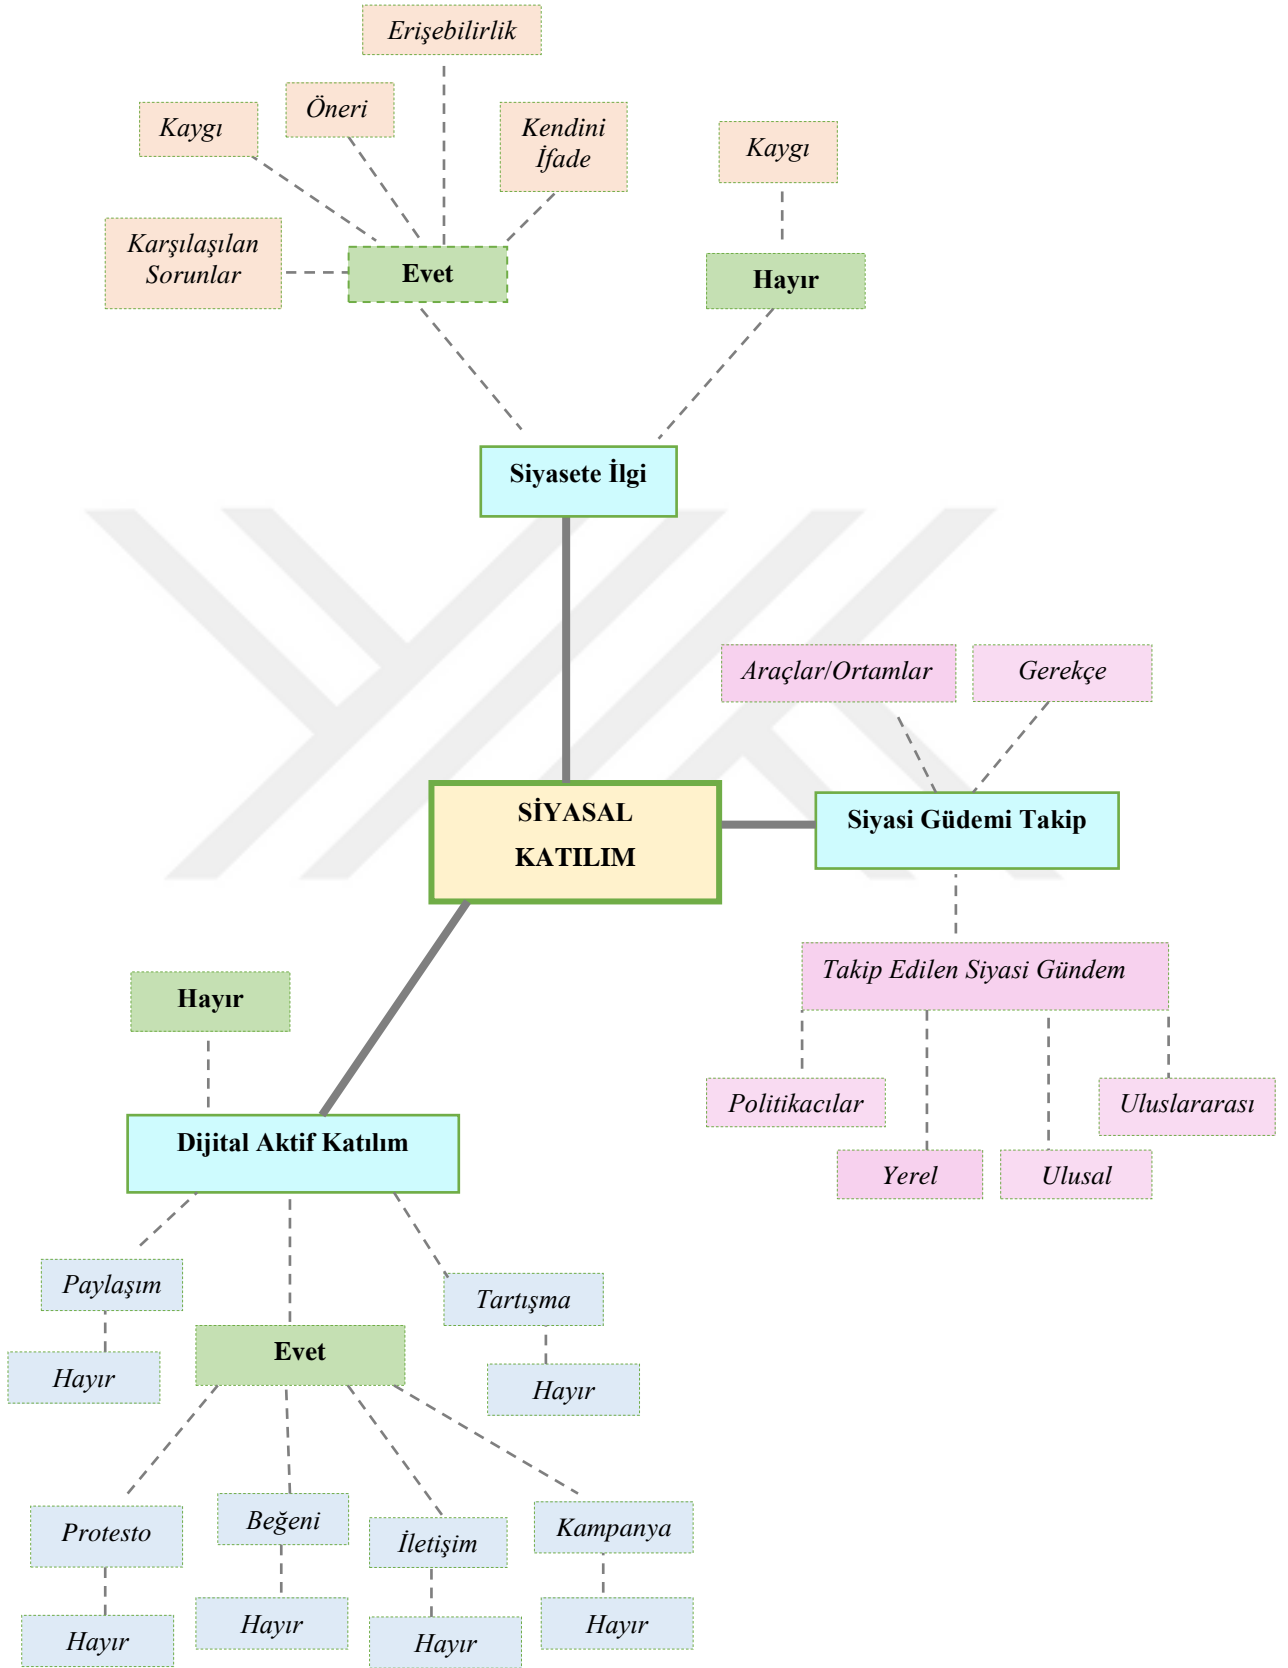 Erişebilirlik
Öneri
Kaygı
Kendini
İfade
Kaygı
Karşılaşılan
Sorunlar
Evet
Hayır
Siyasete İlgi
Araçlar/Ortamlar
Gerekçe
SİYASAL
KATILIM
Siyasi Güdemi Takip
Takip Edilen Siyasi Gündem
Hayır
Politikacılar
Uluslararası
Dijital Aktif Katılım
Yerel
Ulusal
Paylaşım
Tartışma
Evet
Hayır
Hayır
Protesto
Beğeni
İletişim
Kampanya
Hayır
Hayır
Hayır
Hayır